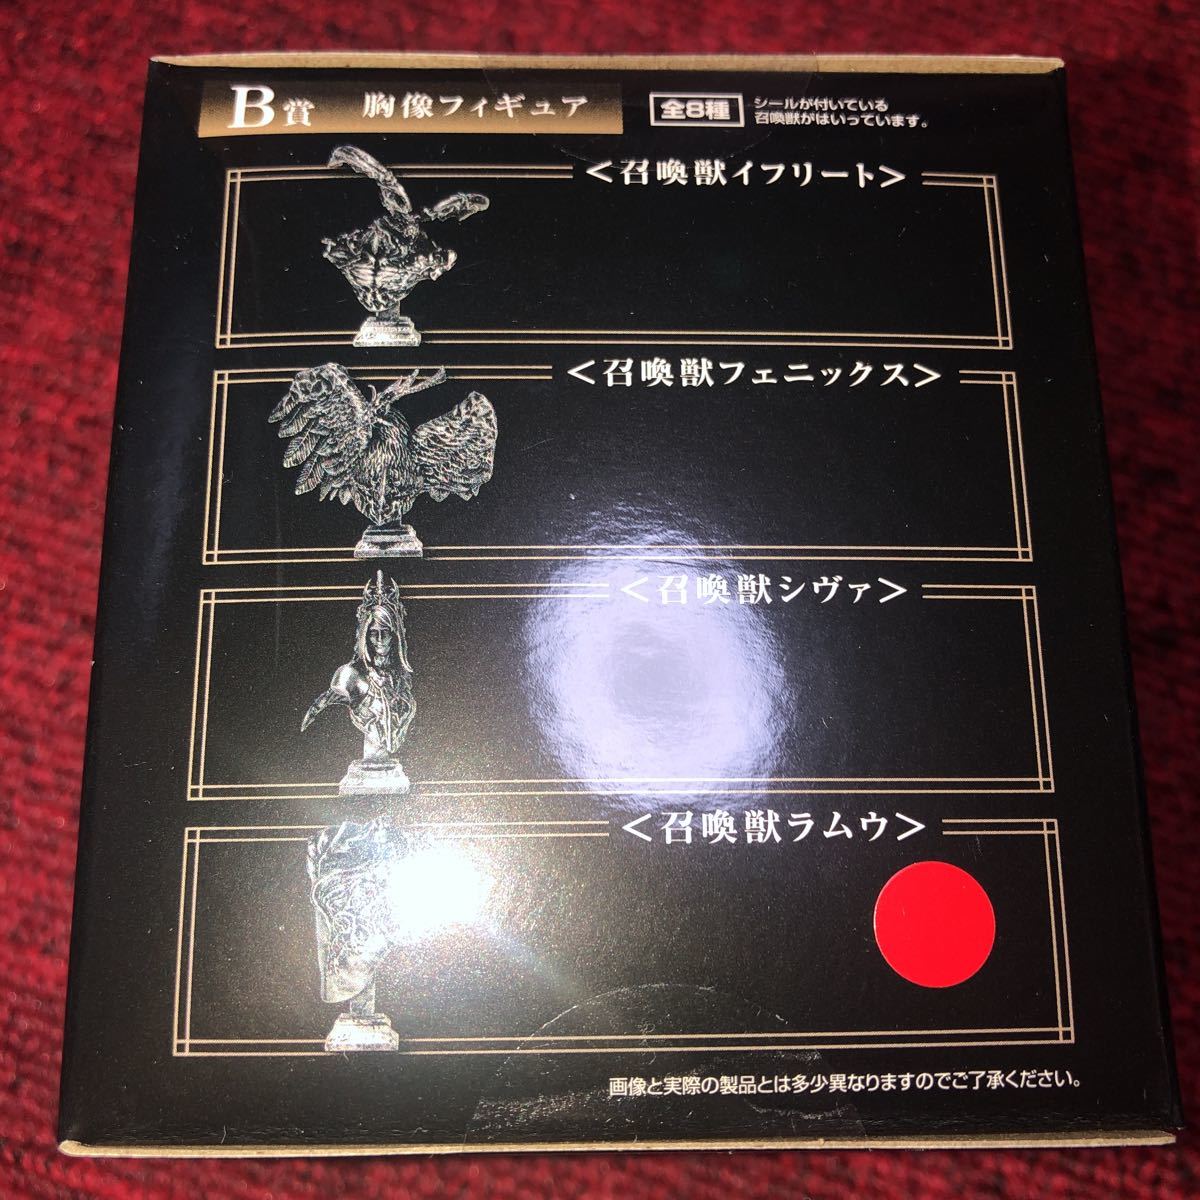 B賞 胸像フィギュア 全8種 シールが付いている
召喚獣がはいっています。
<召喚獣イフリート>
<召喚獣フェニックス>
<召喚獣シヴァ>
<召喚獣ラムウ>
画像と実際の製品とは多少異なりますのでご了承ください。